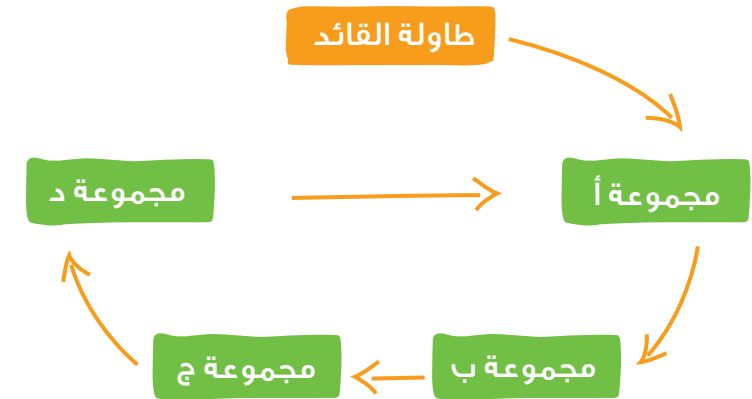 طاولة القائد
مجموعة أ
مجموعة د
مجموعة ب
مجموعة ج